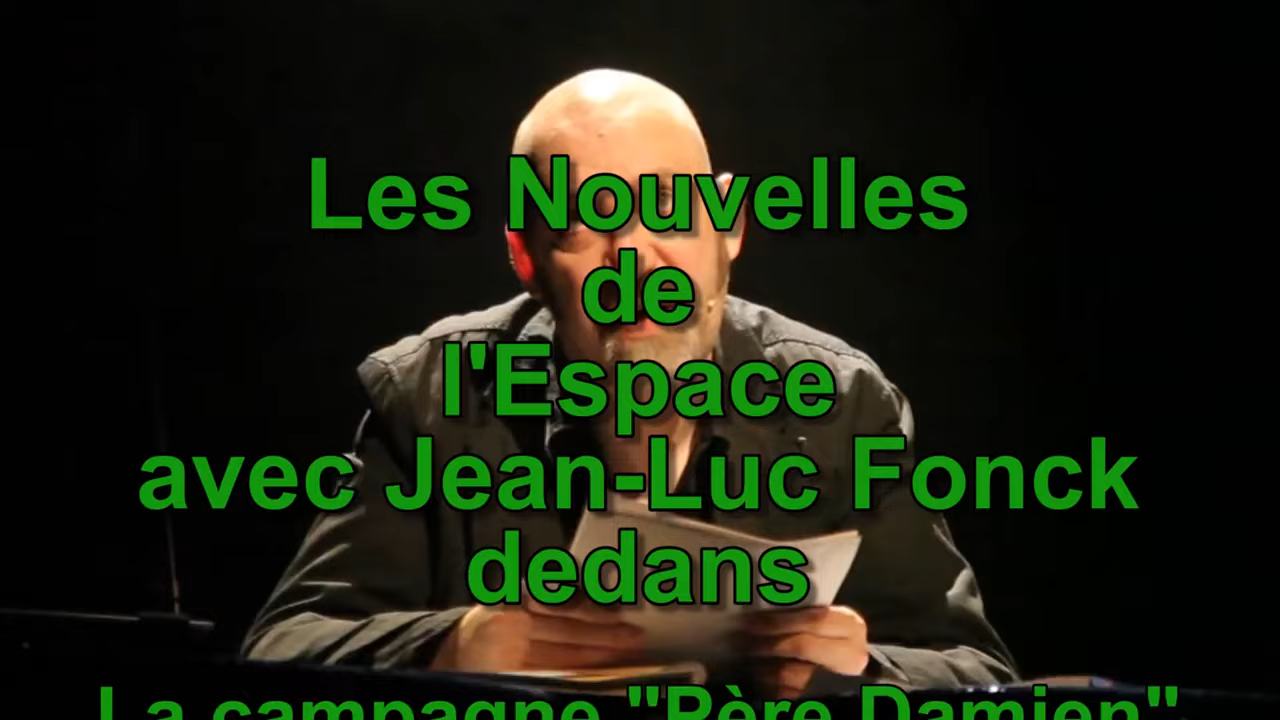 Les Nouvelles
de
l'Espace
avec Jean-Luc Fonck
dedans
La campagne "Père Damien"